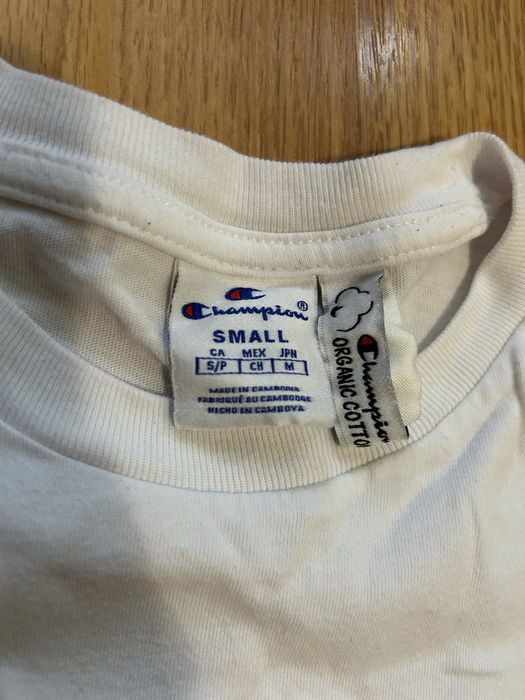 Champion®
SMALL
CA MEX JPN
S/P CH M
MADE IN CAMBODIA
FABRIQUÉ AU CAMBODGE
HECHO EN CAMBOYA
Champion
ORGANIC COTTO